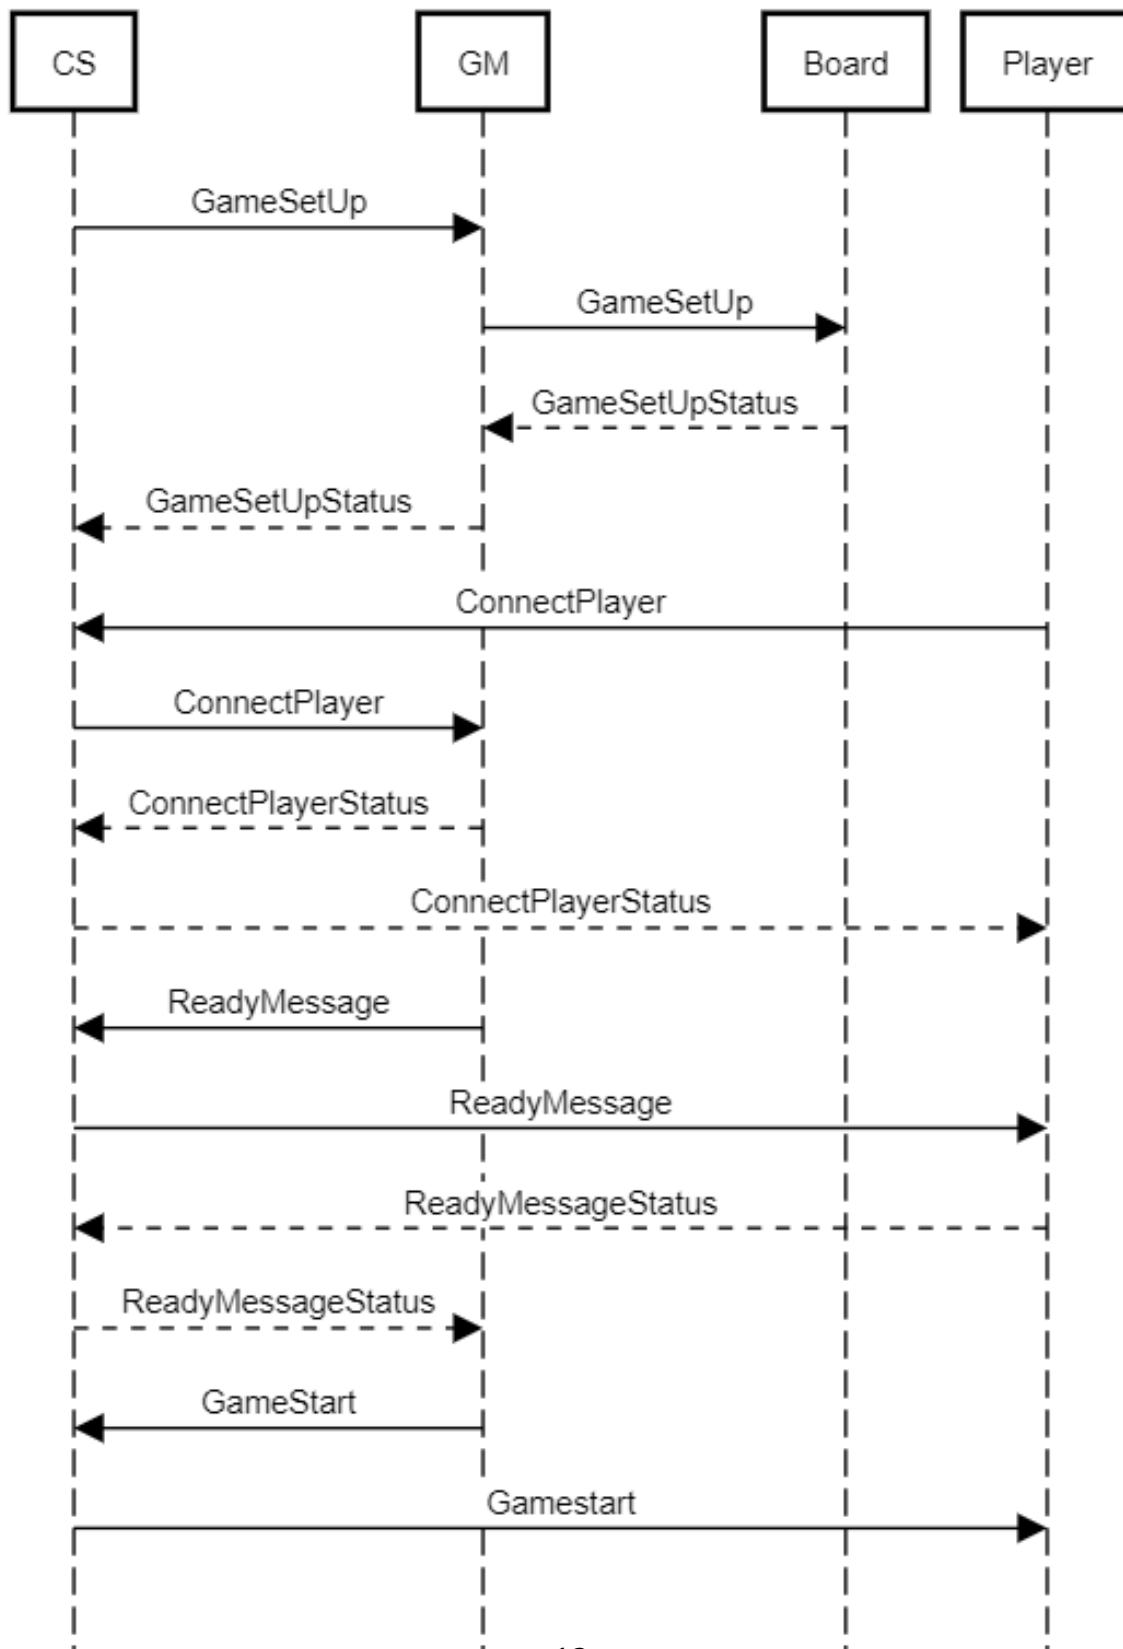 CS GM Board Player
GameSetUp
GameSetUp
GameSetUpStatus
GameSetUpStatus
ConnectPlayer
ConnectPlayer
ConnectPlayerStatus
ConnectPlayerStatus
ReadyMessage
ReadyMessage
ReadyMessageStatus
ReadyMessageStatus
GameStart
Gamestart